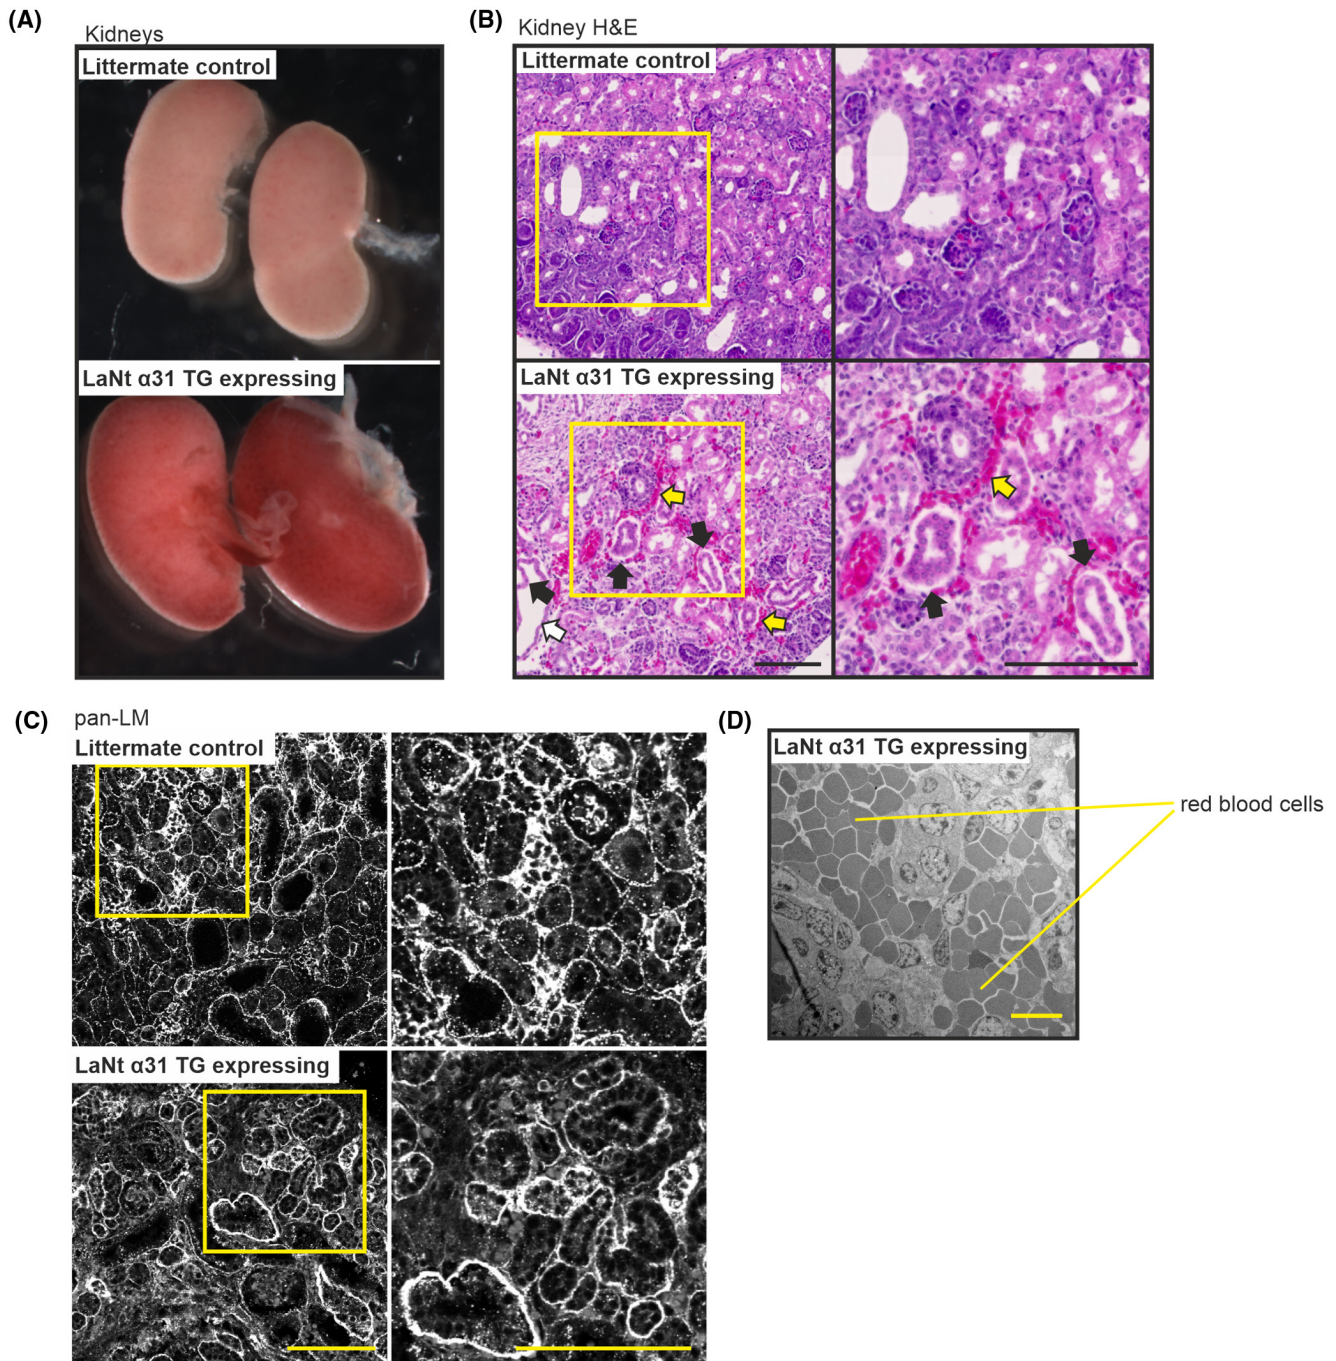 (A)
Kidneys
Littermate control
LaNt α31 TG expressing
(B)
Kidney H&E
Littermate control
LaNt α31 TG expressing
(C)
pan-LM
Littermate control
LaNt α31 TG expressing
(D)
LaNt α31 TG expressing
red blood cells